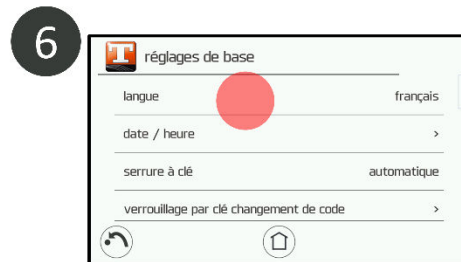 6
T réglages de base
langue français
date / heure >
serrure à clé automatique
verrouillage par clé changement de code >